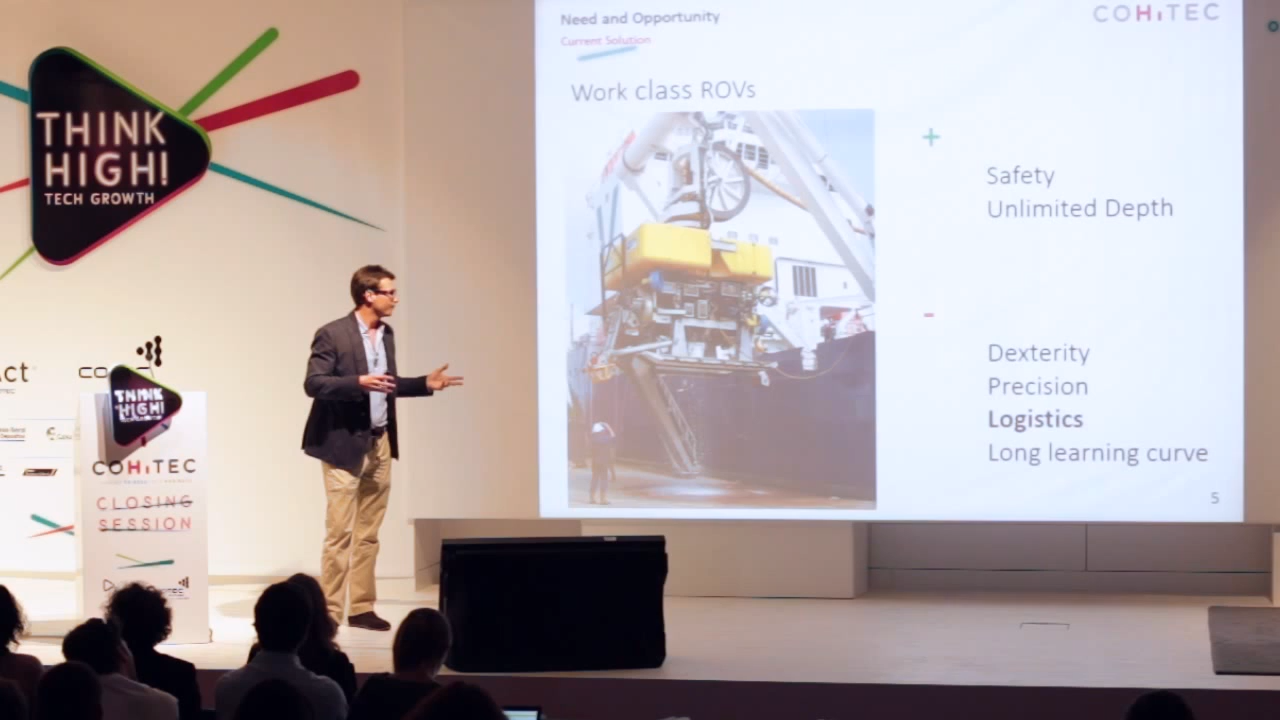 THINK
HIGH!
TECH GROWTH
Need and Opportunity
Current Solution
COHiTEC
Work class ROVs
+
Safety
Unlimited Depth
-
Dexterity
Precision
Logistics
Long learning curve
5
THINK
HIGH!
COHiTEC
CLOSING
SESSION